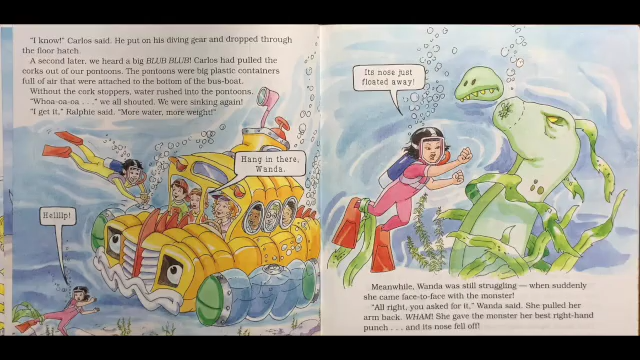 "I know!" Carlos said. He put on his diving gear and dropped through
the floor hatch.
A second later, we heard a big BLUB BLUB! Carlos had pulled the
corks out of our pontoons. The pontoons were big plastic containers
full of air that were attached to the bottom of the bus-boat.
Without the cork stoppers, water rushed into the pontoons.
"Whoa-oa-oa . . ." we all shouted. We were sinking again!
"I get it," Ralphie said. "More water, more weight!"
Hang in there,
Wanda.
Hellllp!
Its nose just
floated away!
Meanwhile, Wanda was still struggling — when suddenly
she came face-to-face with the monster!
"All right, you asked for it," Wanda said. She pulled her
arm back. WHAM! She gave the monster her best right-hand
punch . . . and its nose fell off!